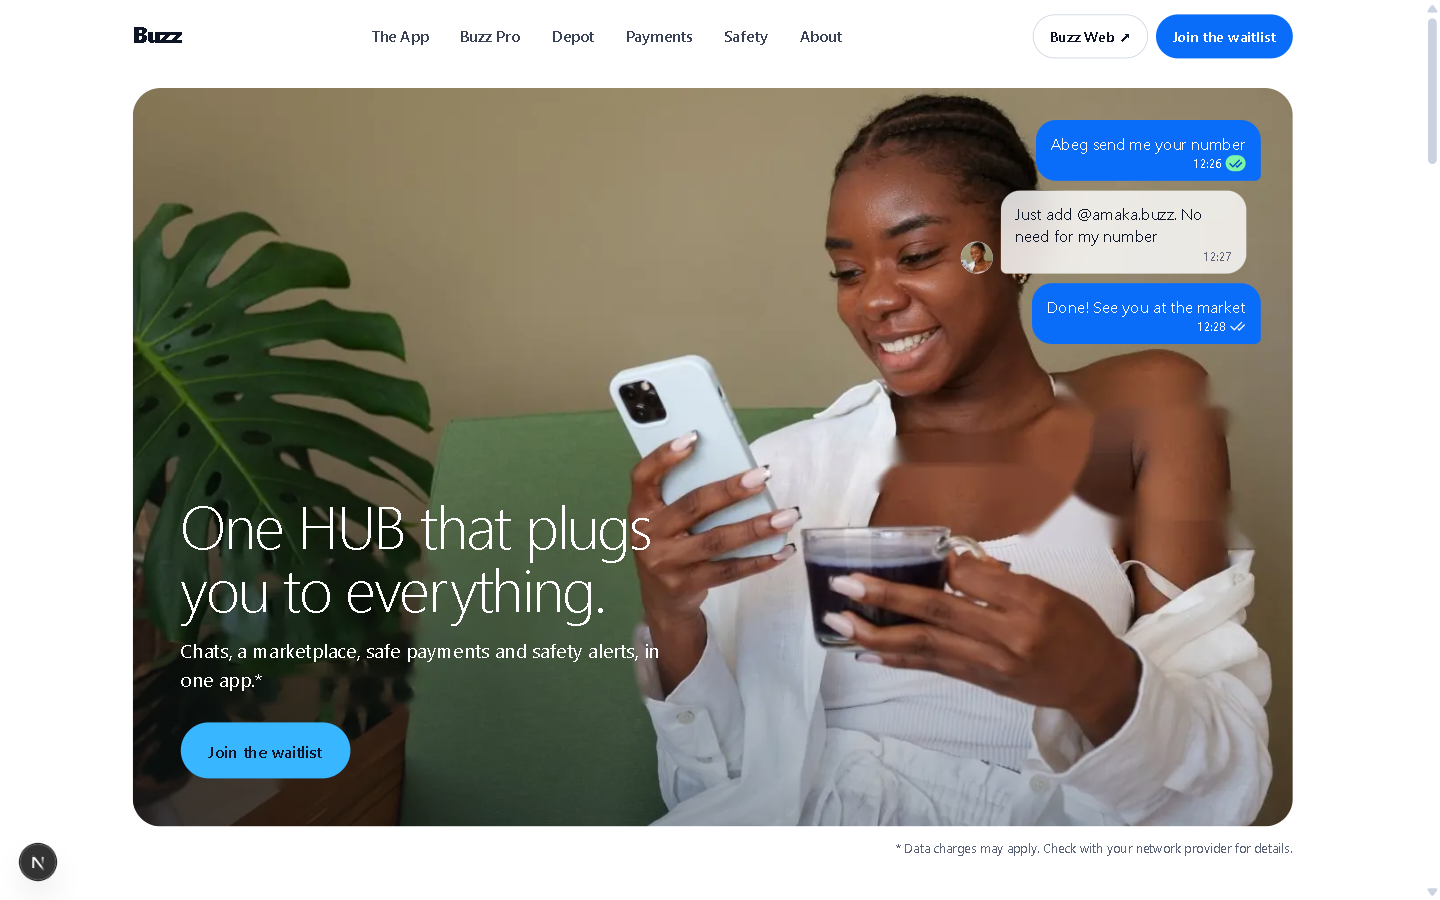 Buzz
The App
Buzz Pro
Depot
Payments
Safety
About
Buzz Web ↗
Join the waitlist
Abeg send me your number
12:26
Just add @amaka.buzz. No
need for my number
12:27
Done! See you at the market
12:28
One HUB that plugs
you to everything.
Chats, a marketplace, safe payments and safety alerts, in
one app.*
Join the waitlist
* Data charges may apply. Check with your network provider for details.
N